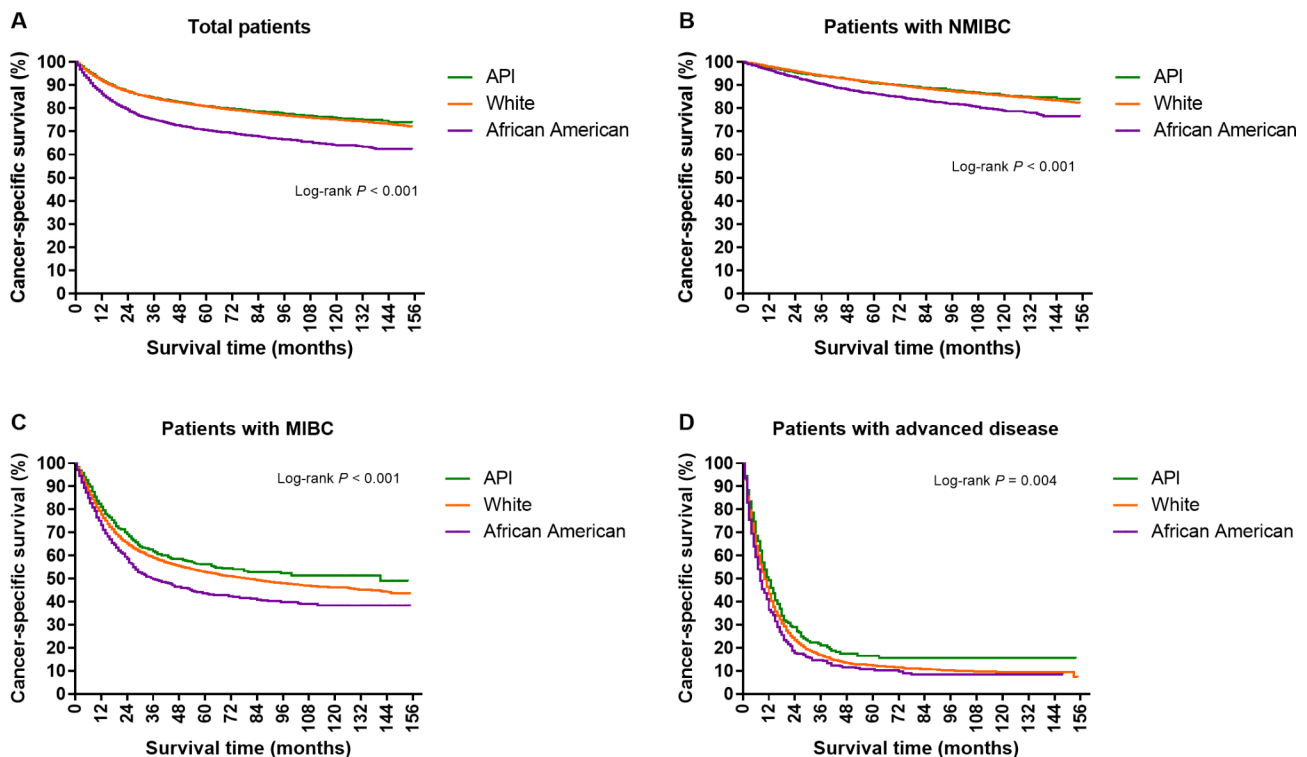 A
Total patients
Cancer-specific survival (%)
100
90
80
70
60
50
40
30
20
10
0
0 12 24 36 48 60 72 84 96 108 120 132 144 156
Survival time (months)
API
White
African American
Log-rank P < 0.001
B
Patients with NMIBC
Cancer-specific survival (%)
100
90
80
70
60
50
40
30
20
10
0
0 12 24 36 48 60 72 84 96 108 120 132 144 156
Survival time (months)
API
White
African American
Log-rank P < 0.001
C
Patients with MIBC
Cancer-specific survival (%)
100
90
80
70
60
50
40
30
20
10
0
0 12 24 36 48 60 72 84 96 108 120 132 144 156
Survival time (months)
Log-rank P < 0.001
API
White
African American
D
Patients with advanced disease
Cancer-specific survival (%)
100
90
80
70
60
50
40
30
20
10
0
0 12 24 36 48 60 72 84 96 108 120 132 144 156
Survival time (months)
Log-rank P = 0.004
API
White
African American